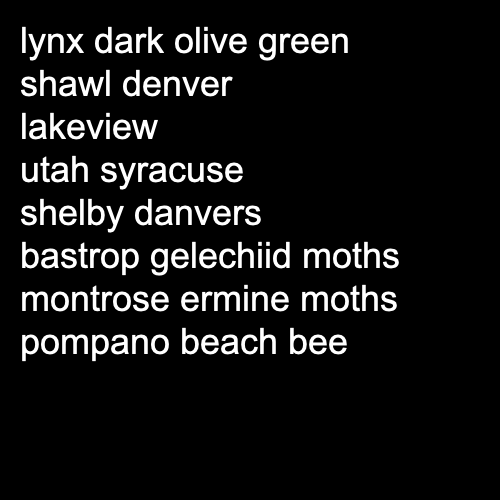 lynx dark olive green
shawl denver
lakeview
utah syracuse
shelby danvers
bastrop gelechiid moths
montrose ermine moths
pompano beach bee